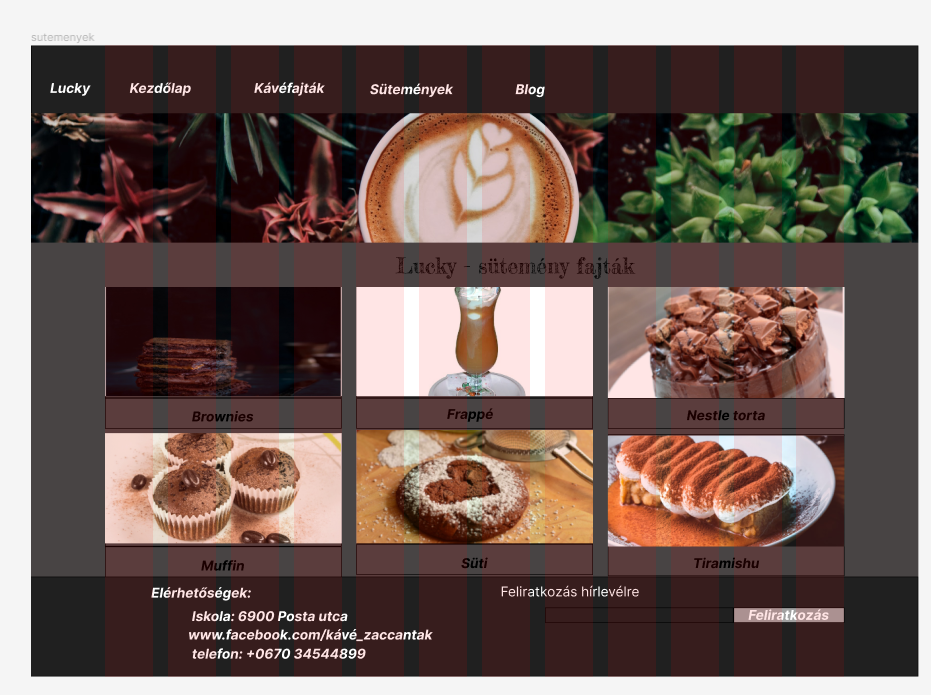 sutemenyek
Lucky Kezdőlap Kávéfajták Sütemények Blog
Lucky - sütemény fajták
Brownies Frappé Nestle torta
Muffin Süti Tiramishu
Elérhetőségek:
Iskola: 6900 Posta utca
www.facebook.com/kávé_zaccantak
telefon: +0670 34544899
Feliratkozás hírlevélre
Feliratkozás